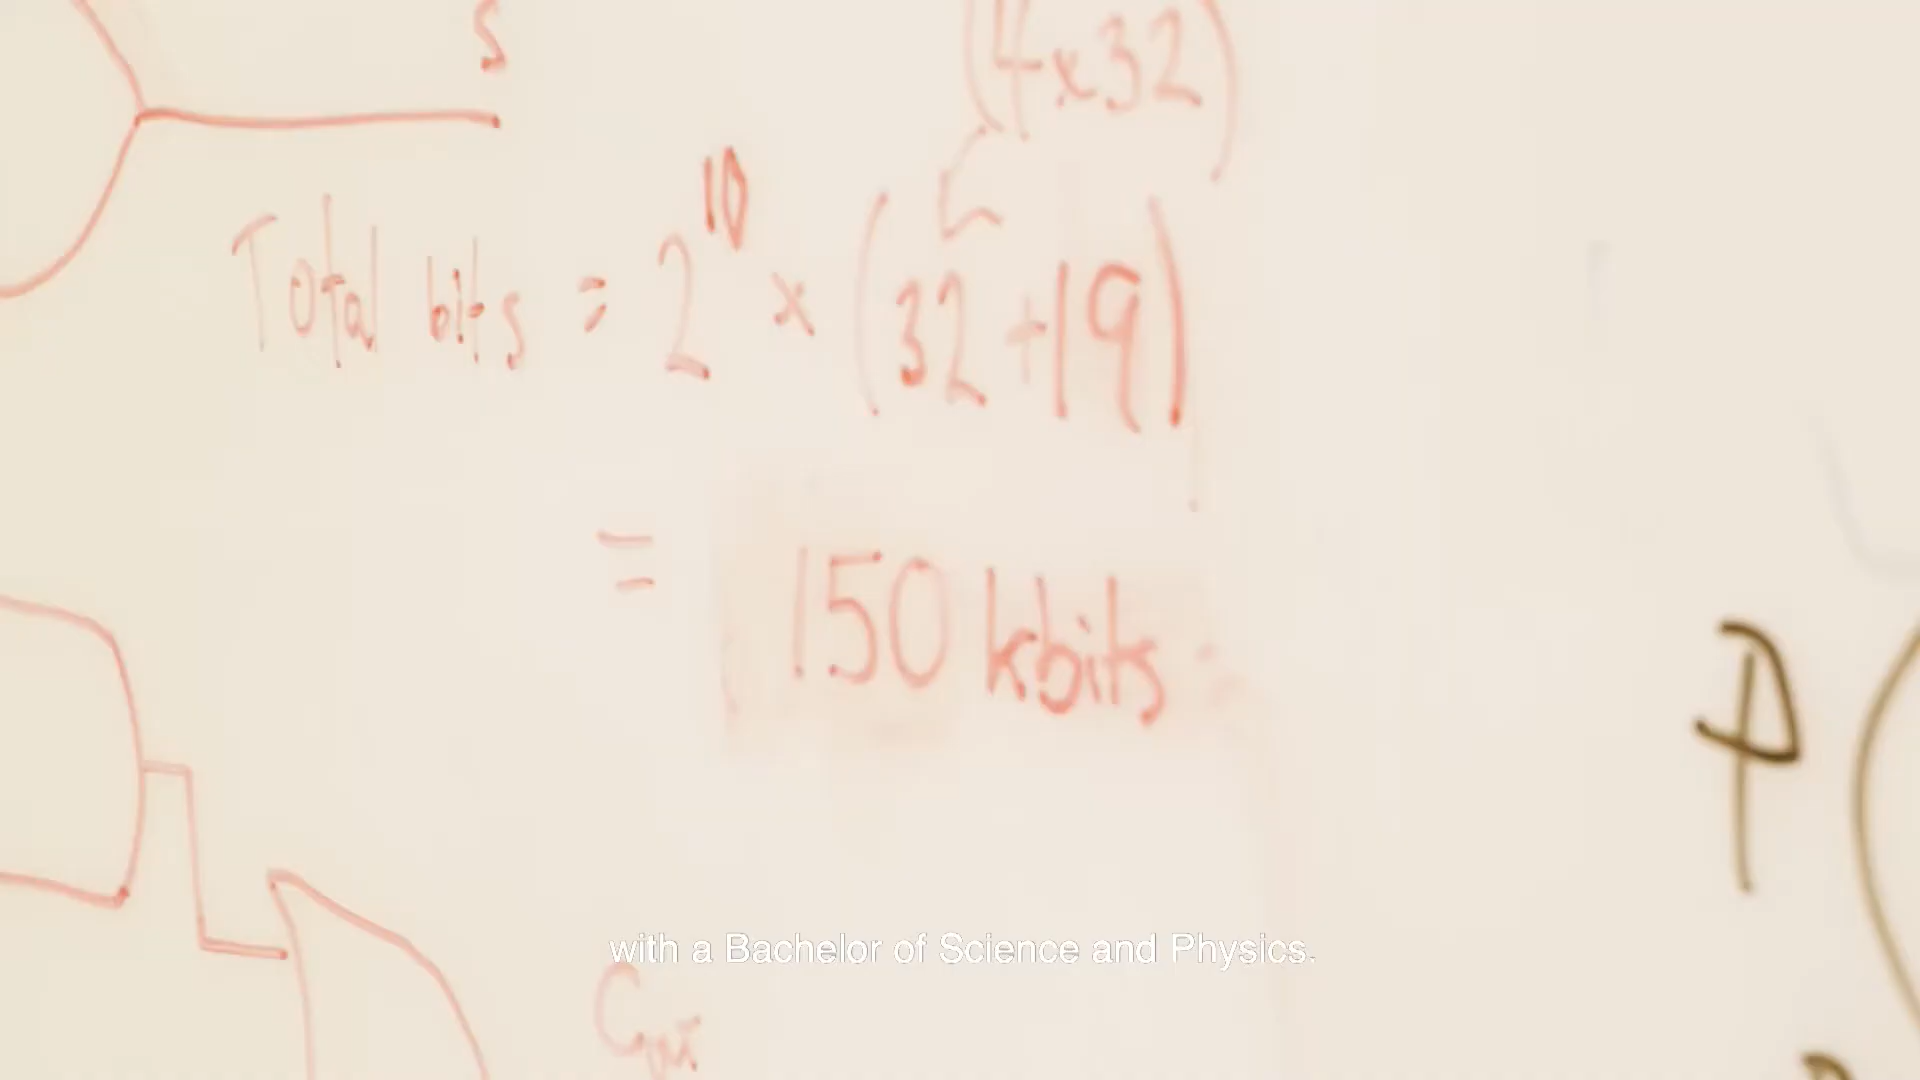 S
(4x32)
Total bits = 2^10 x (32 + 19)
= 150 kbits
P
with a Bachelor of Science and Physics.